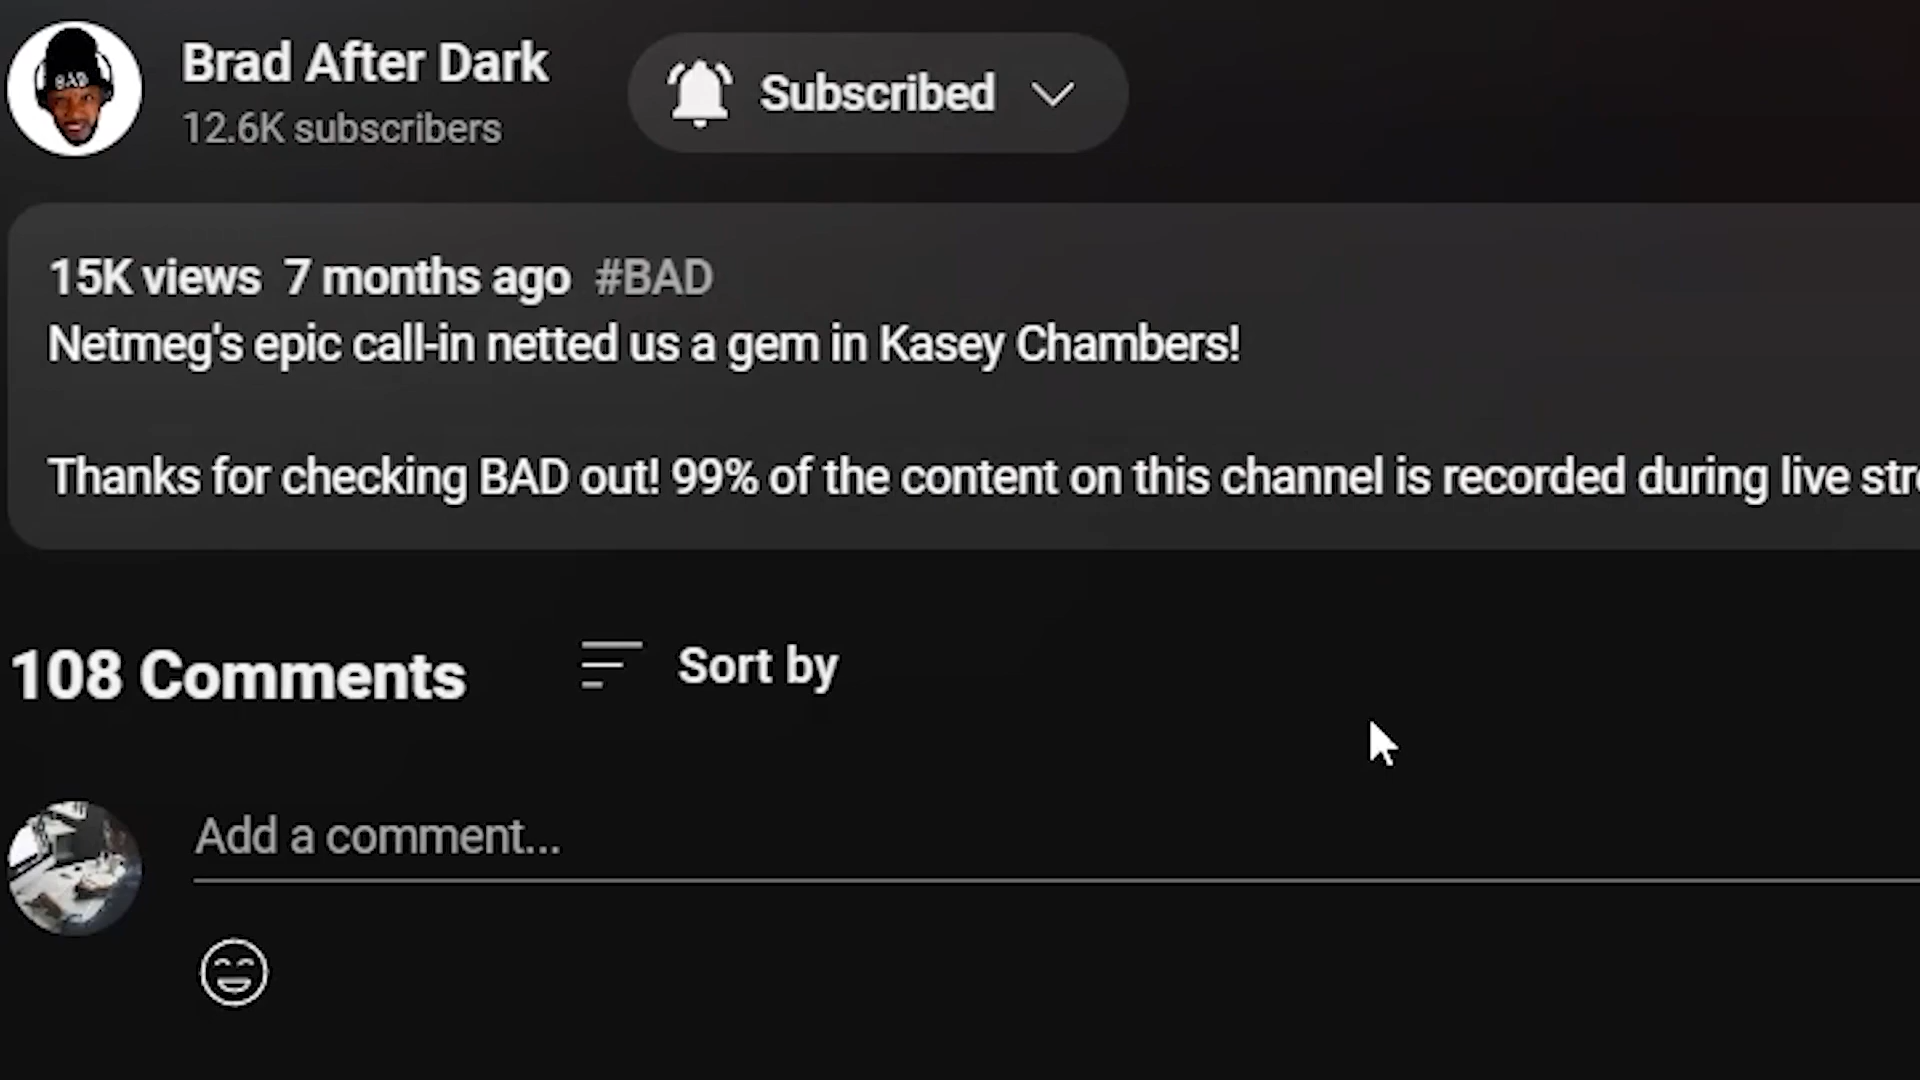 BAD
Brad After Dark
12.6K subscribers
Subscribed
15K views 7 months ago #BAD
Netmeg's epic call-in netted us a gem in Kasey Chambers!
Thanks for checking BAD out! 99% of the content on this channel is recorded during live stre
108 Comments
Sort by
Add a comment...